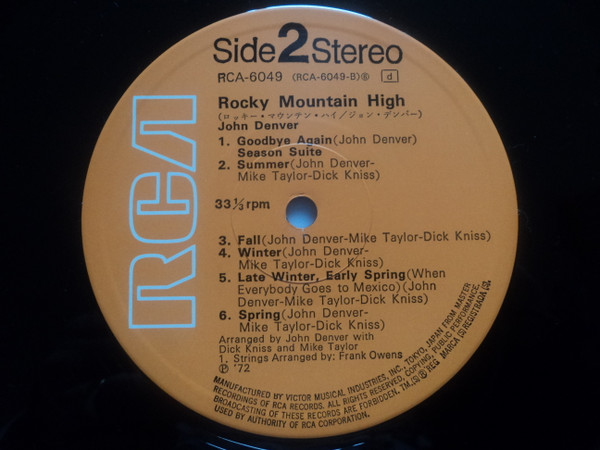 RCA
Side 2 Stereo
RCA-6049 (RCA-6049-B)® d
Rocky Mountain High
(ロッキー・マウンテン・ハイ/ジョン・デンバー)
John Denver
1. Goodbye Again(John Denver)
Season Suite
2. Summer(John Denver-
Mike Taylor-Dick Kniss)
33⅓ rpm
3. Fall(John Denver-Mike Taylor-Dick Kniss)
4. Winter(John Denver-
Mike Taylor-Dick Kniss)
5. Late Winter, Early Spring(When
Everybody Goes to Mexico)(John
Denver-Mike Taylor-Dick Kniss)
6. Spring(John Denver-
Mike Taylor-Dick Kniss)
Arranged by John Denver with
Dick Kniss and Mike Taylor
1. Strings Arranged by: Frank Owens
℗ '72
MANUFACTURED BY VICTOR MUSICAL INDUSTRIES, INC., TOKYO, JAPAN FROM MASTER
RECORDINGS OF RCA RECORDS. ALL RIGHTS RESERVED, COPYING, PUBLIC PERFORMANCE,
BROADCASTING OF THESE RECORDS ARE FORBIDDEN. TM.(S) ® REG MARCA (S) REGISTRADA (S).
USED BY AUTHORITY OF RCA CORPORATION.